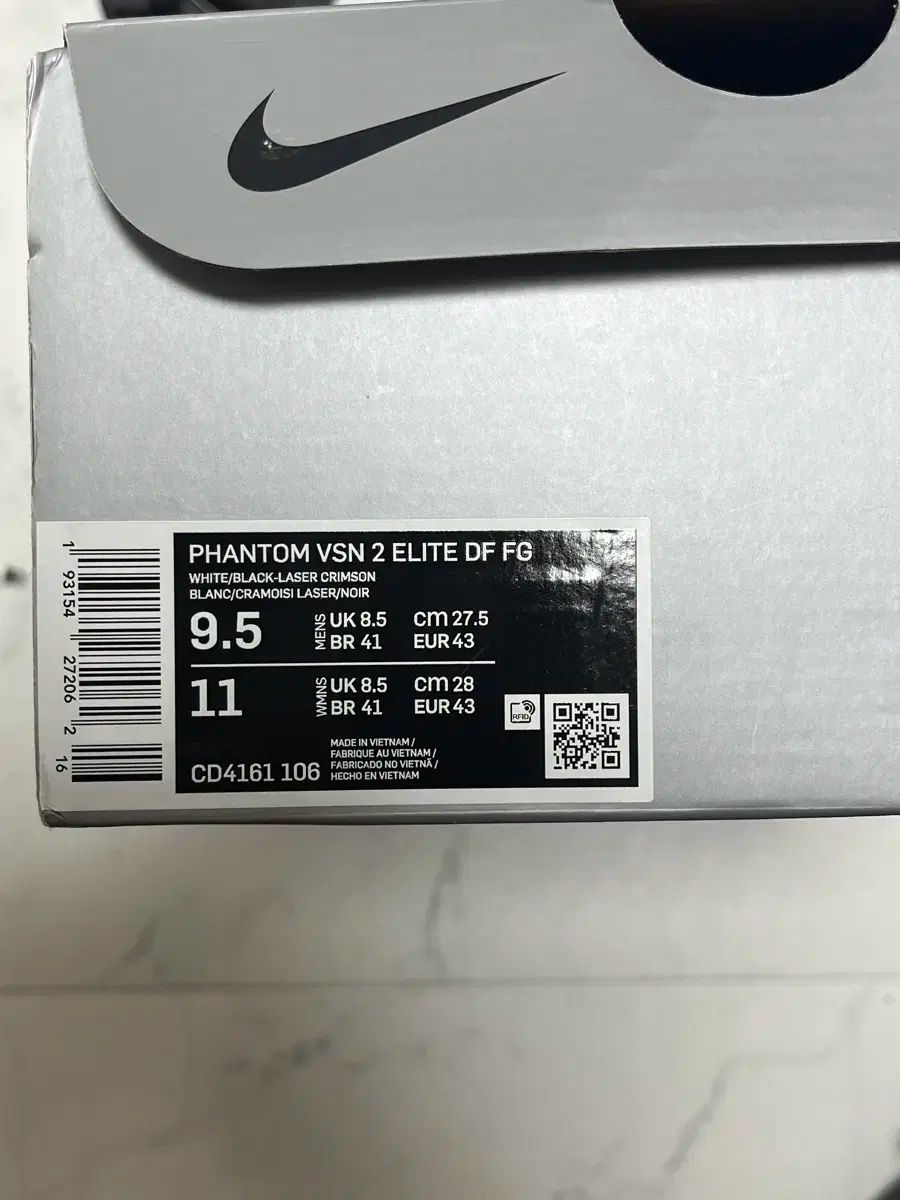 PHANTOM VSN 2 ELITE DF FG
WHITE/BLACK-LASER CRIMSON
BLANC/CRAMOISI LASER/NOIR
9.5 MENS UK 8.5 cm 27.5
BR 41 EUR 43
11 WMNS UK 8.5 cm 28
BR 41 EUR 43
RFID
CD4161 106
MADE IN VIETNAM /
FABRIQUE AU VIETNAM /
FABRICADO NO VIETNÃ /
HECHO EN VIETNAM
1 93154 27206 2 16